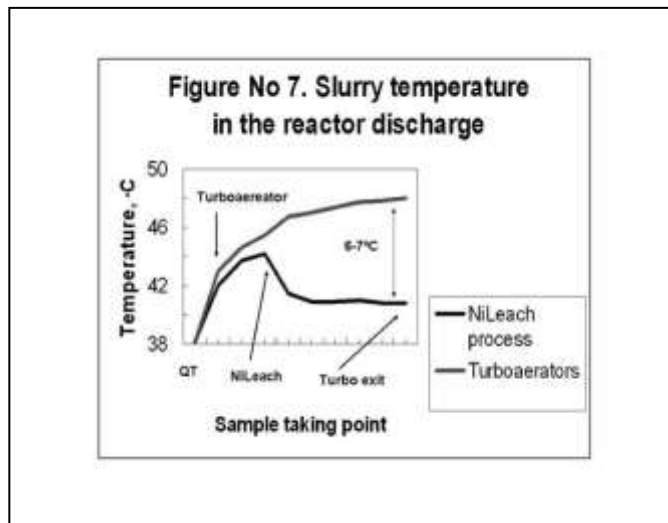 Figure No 7. Slurry temperature
in the reactor discharge
Temperature, -C
50
46
42
38
Turboaereator
6-7ºC
QT
NiLeach
Turbo exit
Sample taking point
NiLeach
process
Turboaerators